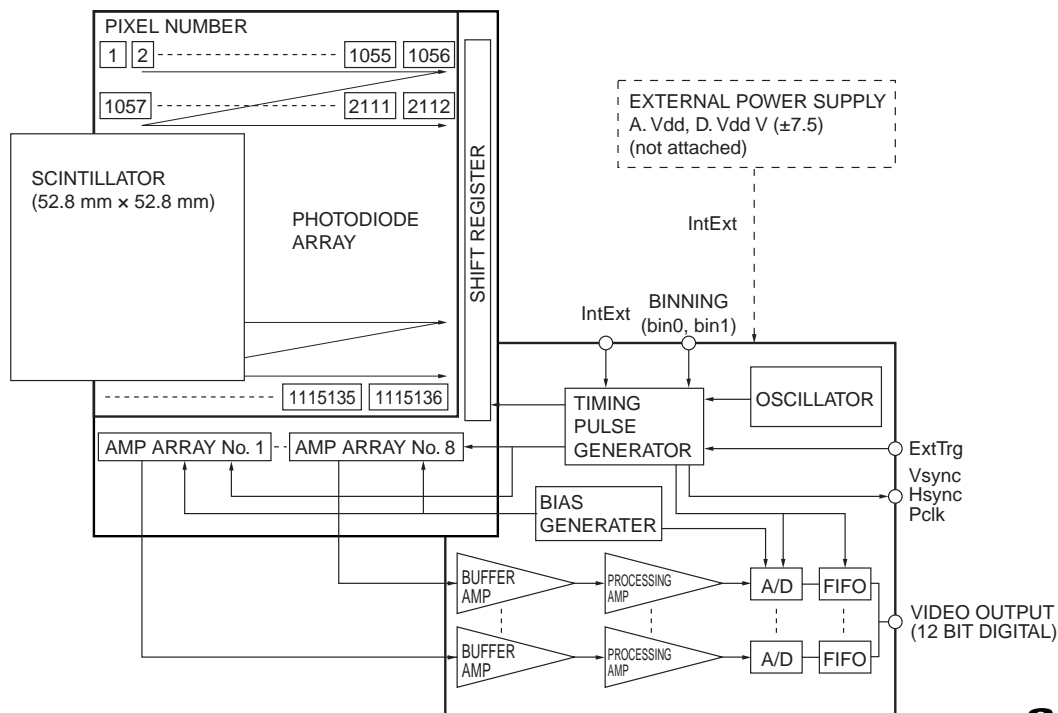 PIXEL NUMBER
1 2 1055 1056
1057 2111 2112
EXTERNAL POWER SUPPLY
A. Vdd, D. Vdd V (±7.5)
(not attached)
SCINTILLATOR
(52.8 mm × 52.8 mm)
PHOTODIODE
ARRAY
SHIFT REGISTER
IntExt
IntExt
BINNING
(bin0, bin1)
1115135 1115136
TIMING
PULSE
GENERATOR
OSCILLATOR
AMP ARRAY No. 1 AMP ARRAY No. 8
ExtTrg
Vsync
Hsync
Pclk
BIAS
GENERATER
BUFFER
AMP
PROCESSING
AMP
A/D
FIFO
VIDEO OUTPUT
(12 BIT DIGITAL)
BUFFER
AMP
PROCESSING
AMP
A/D
FIFO